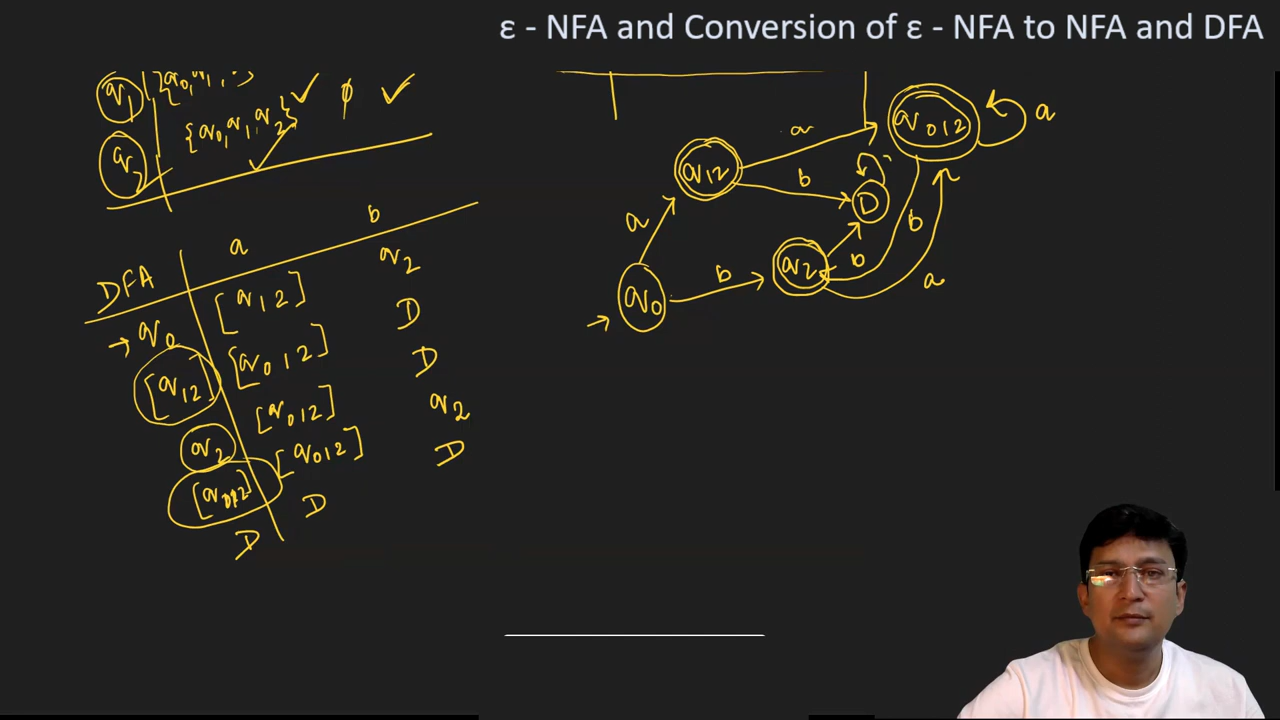 ε - NFA and Conversion of ε - NFA to NFA and DFA
q1 {q0, q1, }
q2 {q0, q1, q2} ✓ ϕ ✓
DFA a b
→ q0 [q12] q2
[q12] [q012] D
q2 [q012] D
[q012] [q012] q2
D D D
q12 a q012 a
b D
a b
q0 b q2 b a